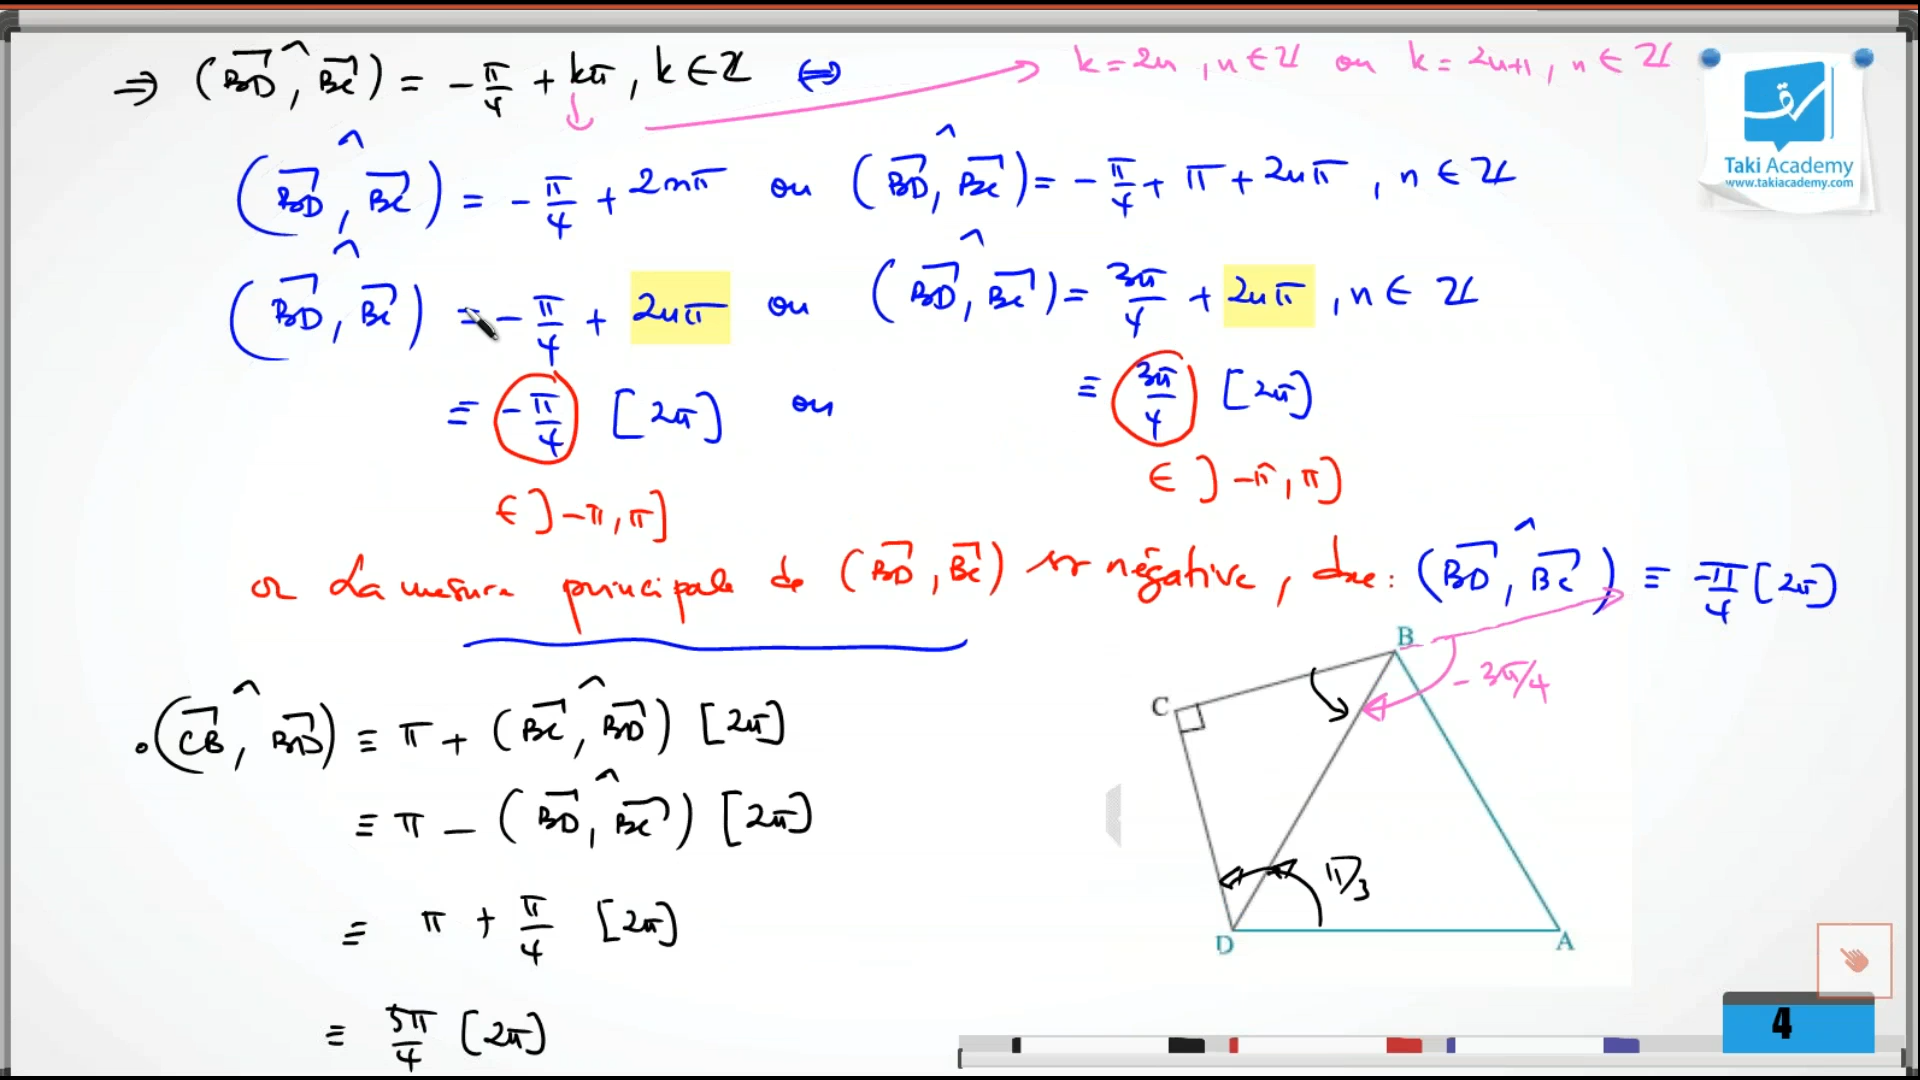 ⇒ (BD⃗ ^, BC⃗) = - π/4 + kπ, k ∈ ℤ ⇔ k = 2n, n ∈ ℤ ou k = 2n+1, n ∈ ℤ
(BD⃗ ^, BC⃗) = - π/4 + 2nπ ou (BD⃗ ^, BC⃗) = - π/4 + π + 2nπ, n ∈ ℤ
(BD⃗ ^, BC⃗) = - π/4 + 2nπ ou (BD⃗ ^, BC⃗) = 3π/4 + 2nπ, n ∈ ℤ
≡ - π/4 [2π] ou ≡ 3π/4 [2π]
∈ ]-π, π] ∈ ]-π, π]
or La mesure principale de (BD⃗, BC⃗) est négative, donc : (BD⃗ ^, BC⃗) ≡ -π/4 [2π]
• (CB⃗ ^, BD⃗) ≡ π + (BC⃗ ^, BD⃗) [2π]
≡ π - (BD⃗ ^, BC⃗) [2π]
≡ π + π/4 [2π]
≡ 5π/4 [2π]
B
- 3π/4
C
π/3
D
A
Taki Academy
www.takiacademy.com
4